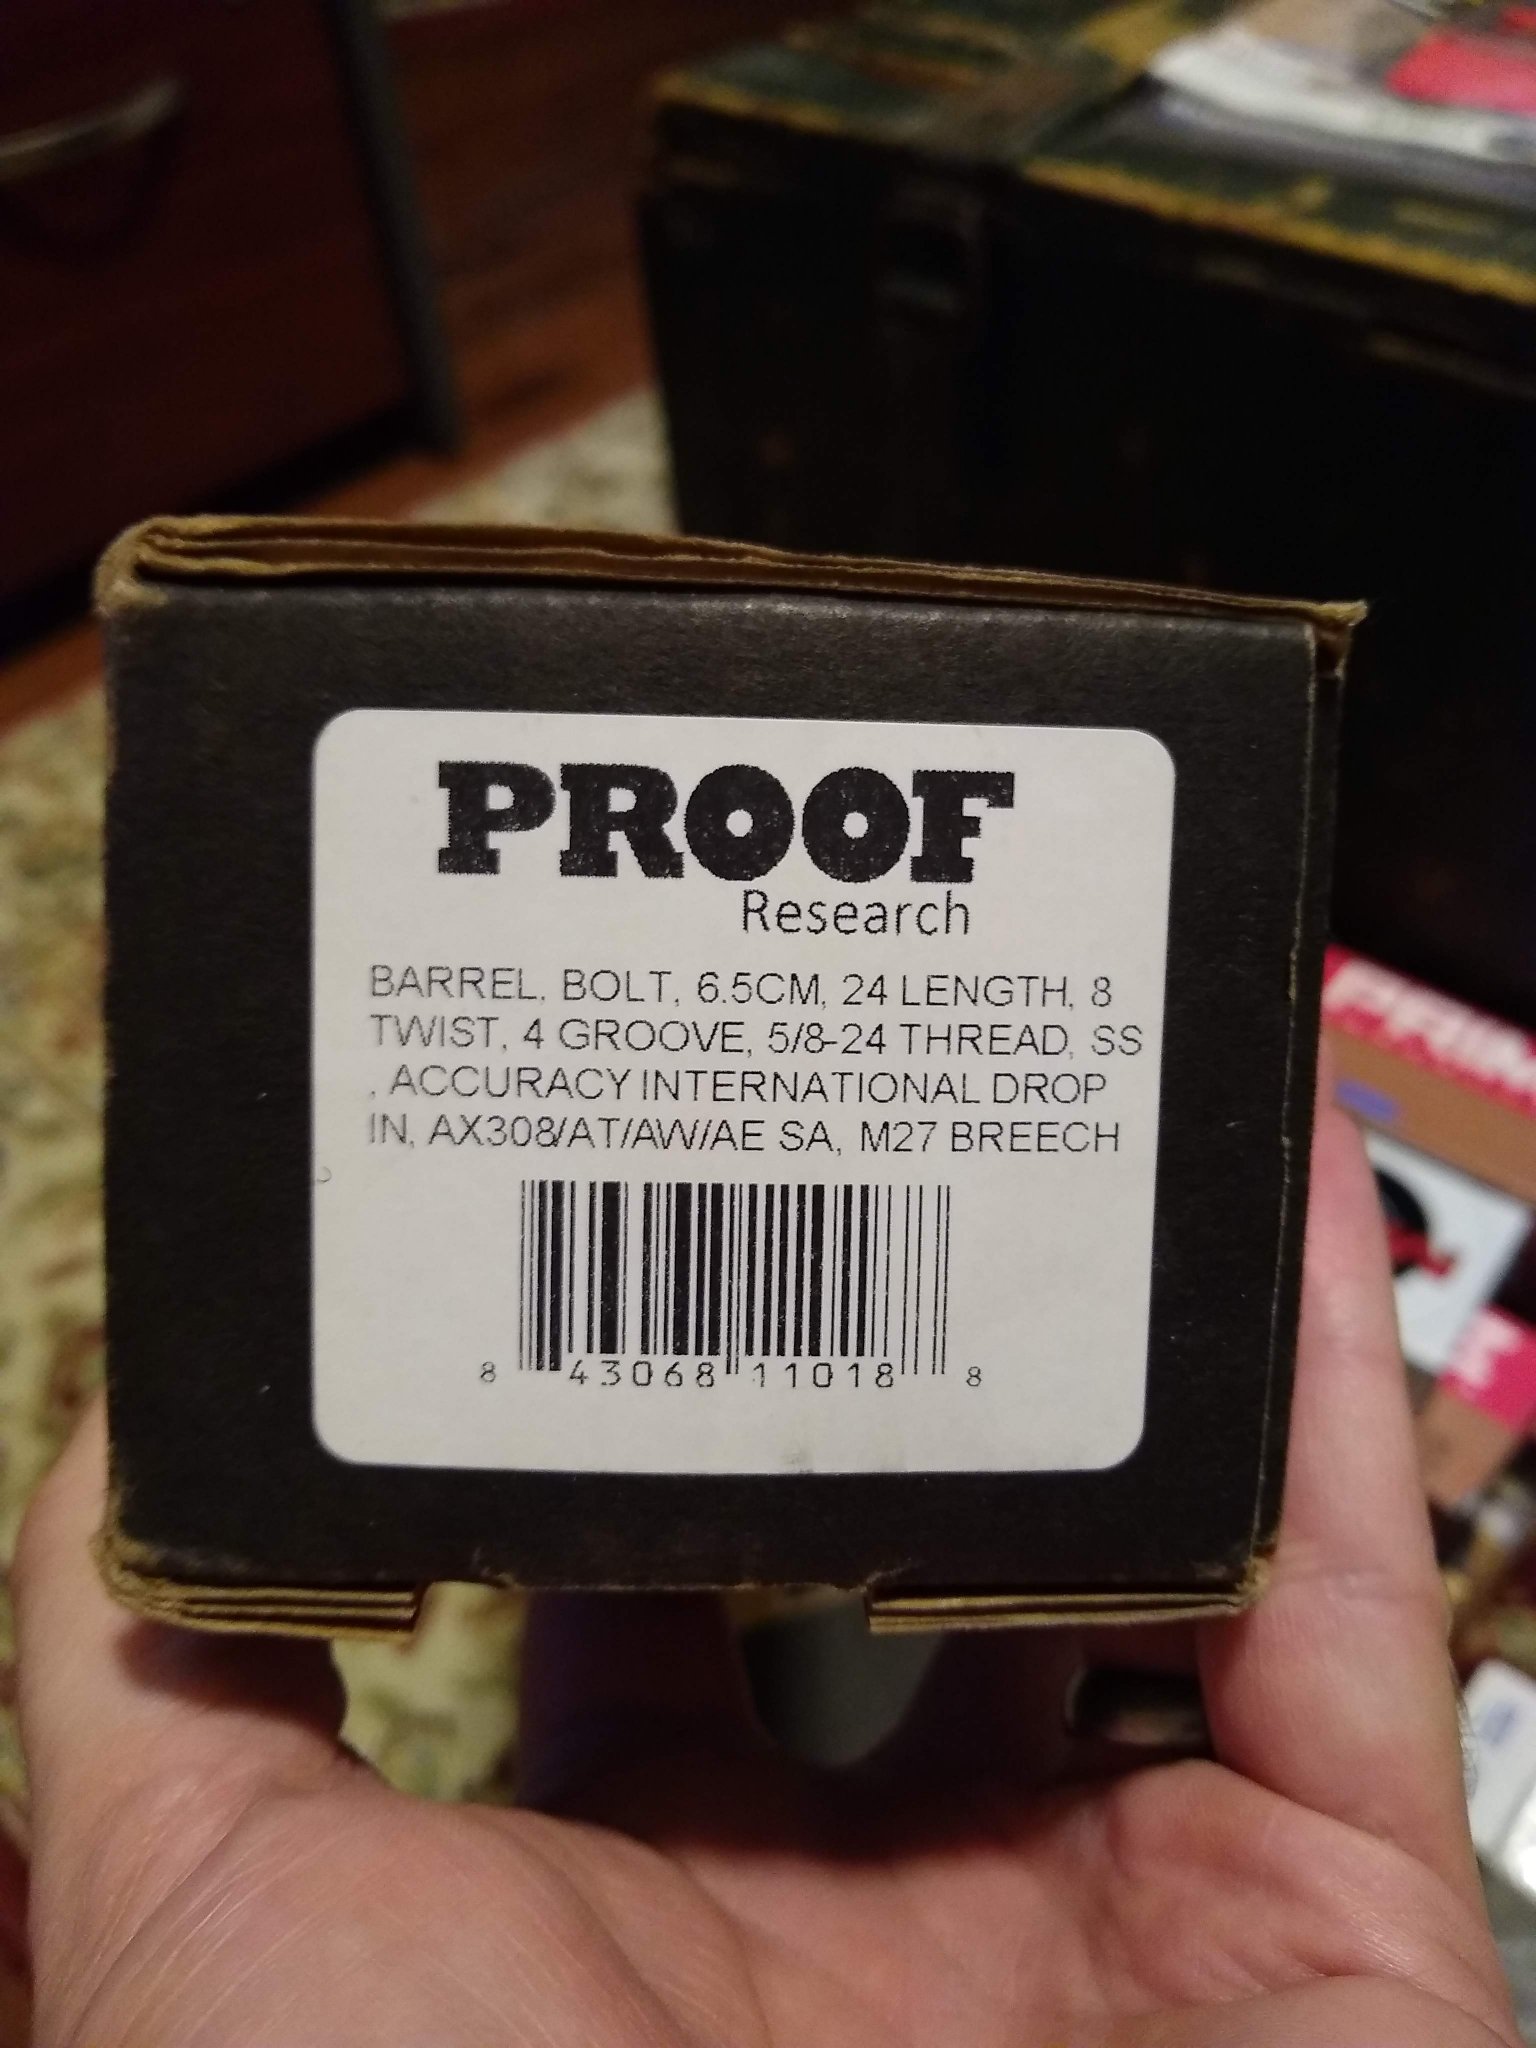 PROOF
Research
BARREL, BOLT, 6.5CM, 24 LENGTH, 8
TWIST, 4 GROOVE, 5/8-24 THREAD, SS
, ACCURACY INTERNATIONAL DROP
IN, AX308/AT/AW/AE SA, M27 BREECH
8 43068 11018 8